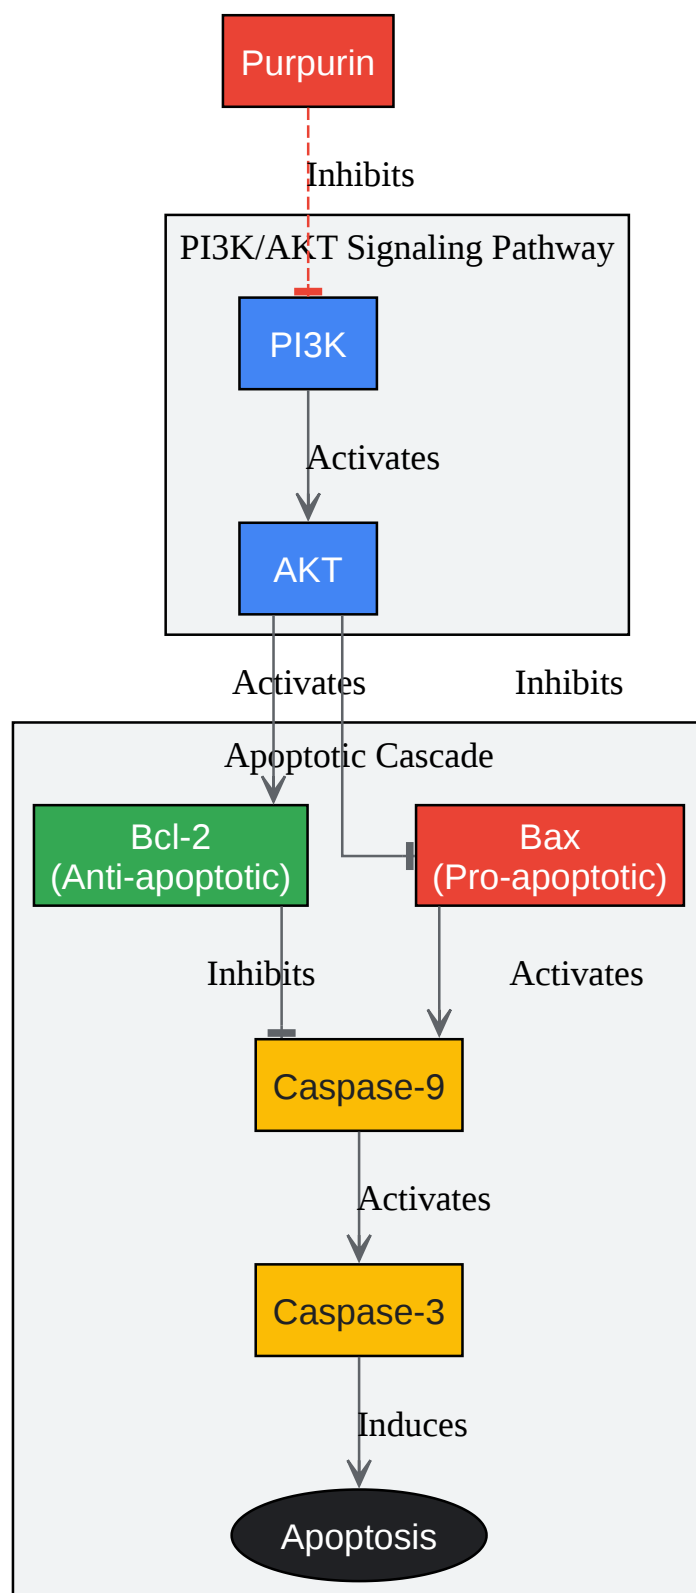 Purpurin
Inhibits
PI3K/AKT Signaling Pathway
PI3K
Activates
AKT
Activates
Inhibits
Apoptotic Cascade
Bcl-2
(Anti-apoptotic)
Bax
(Pro-apoptotic)
Inhibits
Activates
Caspase-9
Activates
Caspase-3
Induces
Apoptosis